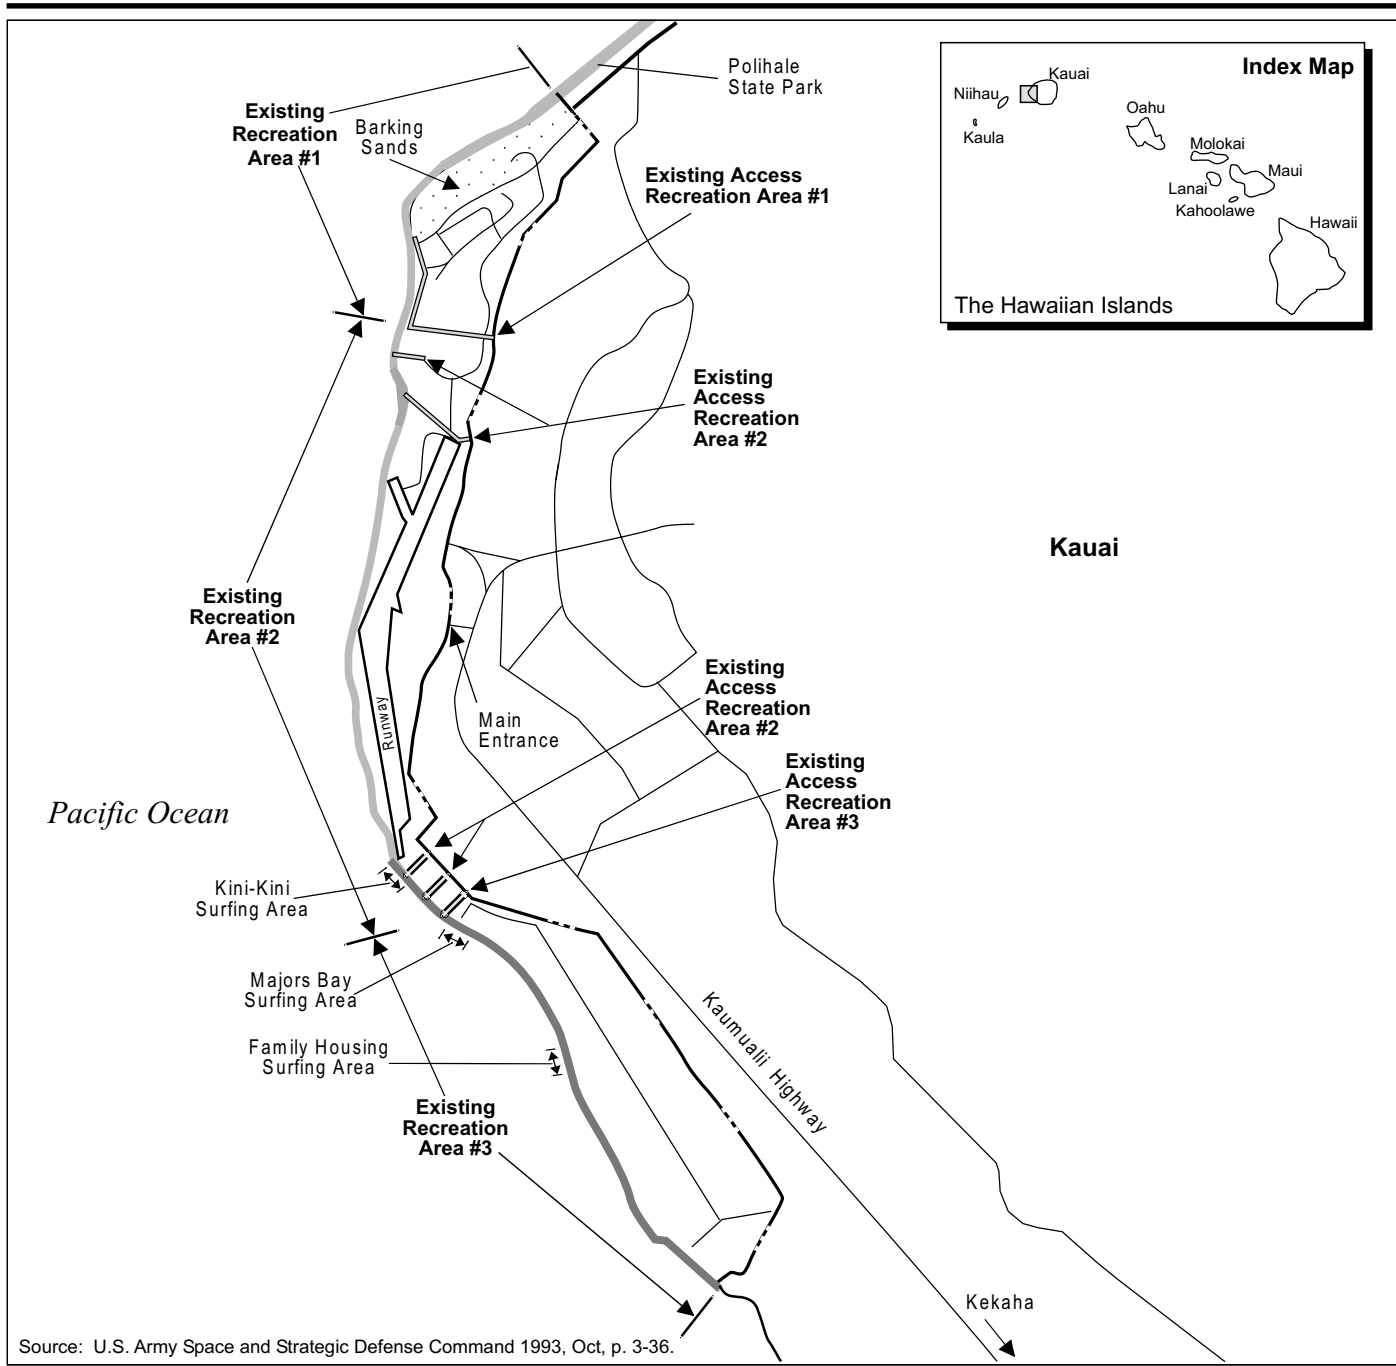 Polihale
State Park
Existing
Recreation
Area #1
Barking
Sands
Existing Access
Recreation Area #1
Index Map
Kauai
Niihau
Kaula
Oahu
Molokai
Maui
Lanai
Kahoolawe
Hawaii
The Hawaiian Islands
Existing
Access
Recreation
Area #2
Kauai
Existing
Recreation
Area #2
Runway
Main
Entrance
Existing
Access
Recreation
Area #2
Existing
Access
Recreation
Area #3
Pacific Ocean
Kini-Kini
Surfing Area
Majors Bay
Surfing Area
Family Housing
Surfing Area
Kaumualii Highway
Existing
Recreation
Area #3
Kekaha
Source: U.S. Army Space and Strategic Defense Command 1993, Oct, p. 3-36.